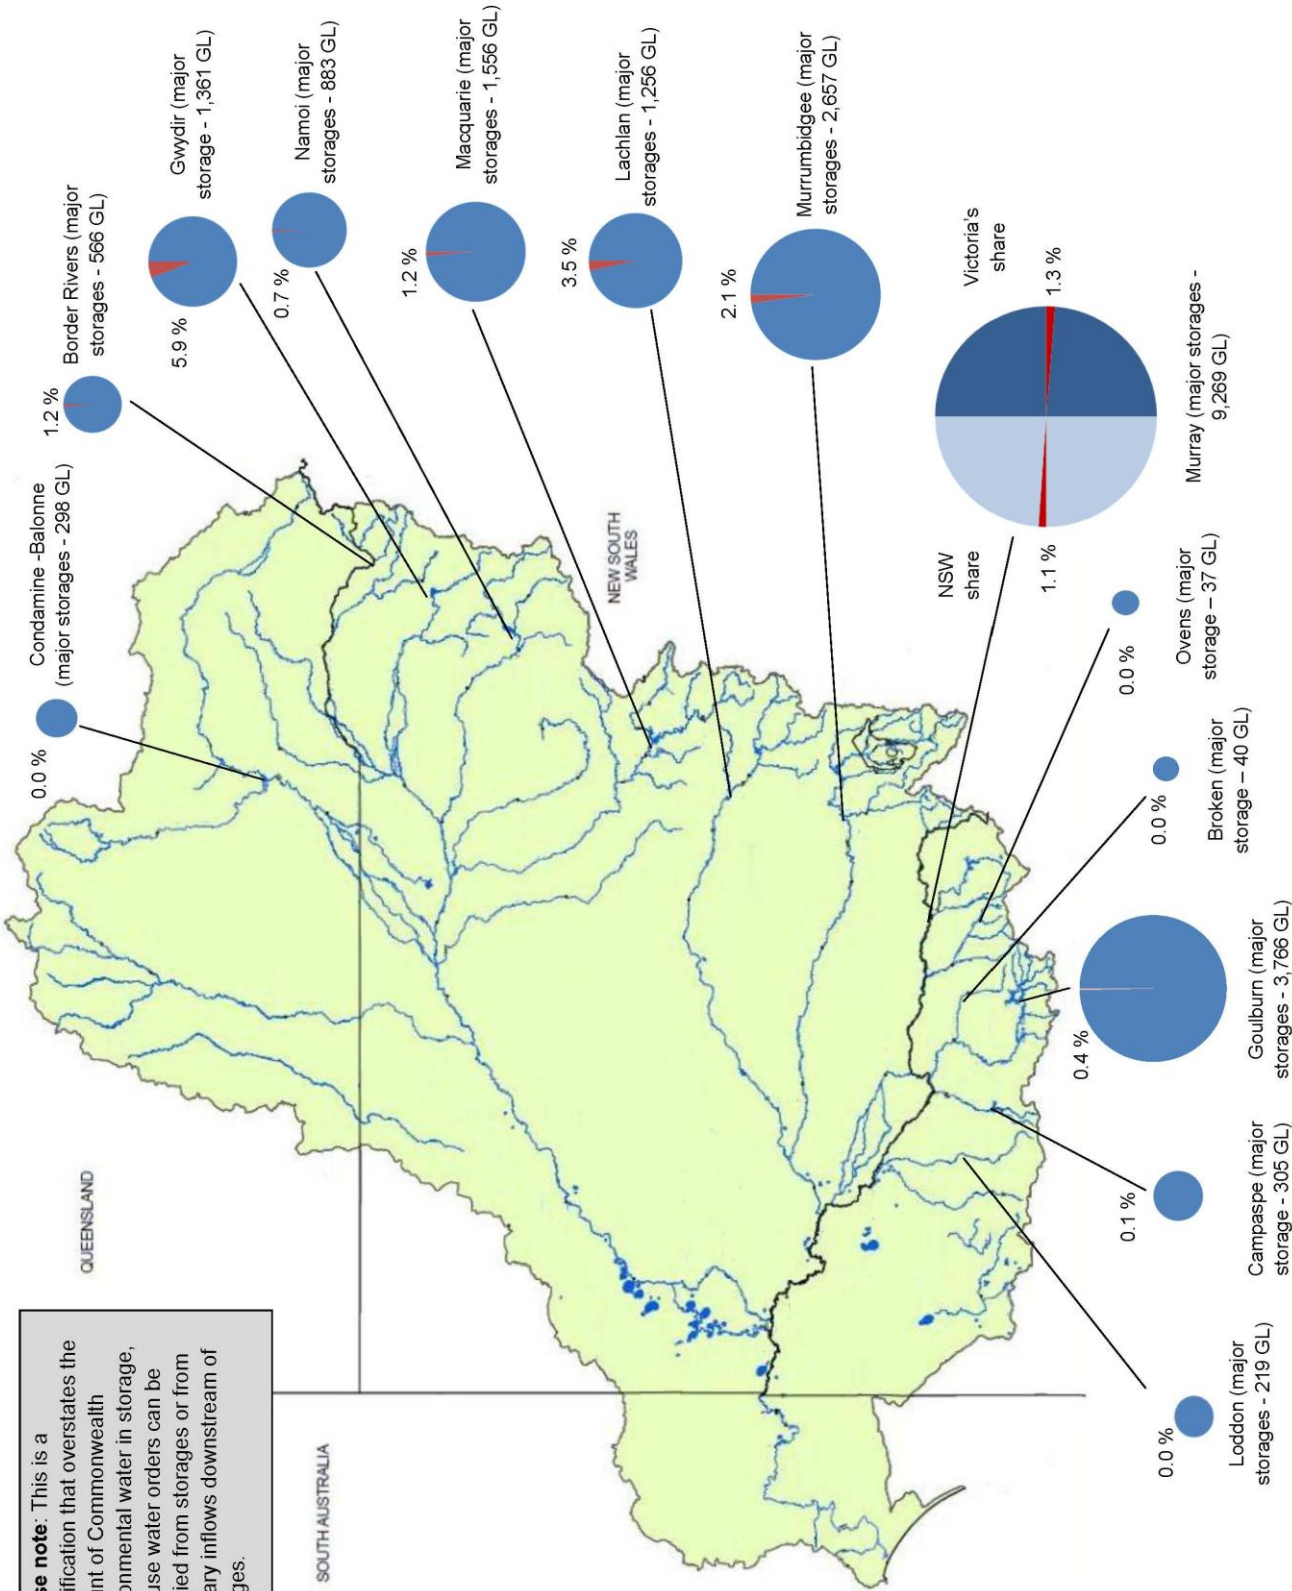 se note: This is a
ification that overstates the
nt of Commonwealth
onmental water in storage,
use water orders can be
ied from storages or from
ary inflows downstream of
ges.
QUEENSLAND
SOUTH AUSTRALIA
NEW SOUTH
WALES
0.0 %
Condamine -Balonne
(major storages - 298 GL)
1.2 %
Border Rivers (major
storages - 566 GL)
5.9 %
Gwydir (major
storage - 1,361 GL)
0.7 %
Namoi (major
storages - 883 GL)
1.2 %
Macquarie (major
storages - 1,556 GL)
3.5 %
Lachlan (major
storages - 1,256 GL)
2.1 %
Murrumbidgee (major
storages - 2,657 GL)
NSW
share
1.1 %
Victoria's
share
1.3 %
Murray (major storages -
9,269 GL)
0.0 %
Ovens (major
storage – 37 GL)
0.0 %
Broken (major
storage – 40 GL)
0.4 %
Goulburn (major
storages - 3,766 GL)
0.1 %
Campaspe (major
storage - 305 GL)
0.0 %
Loddon (major
storages - 219 GL)